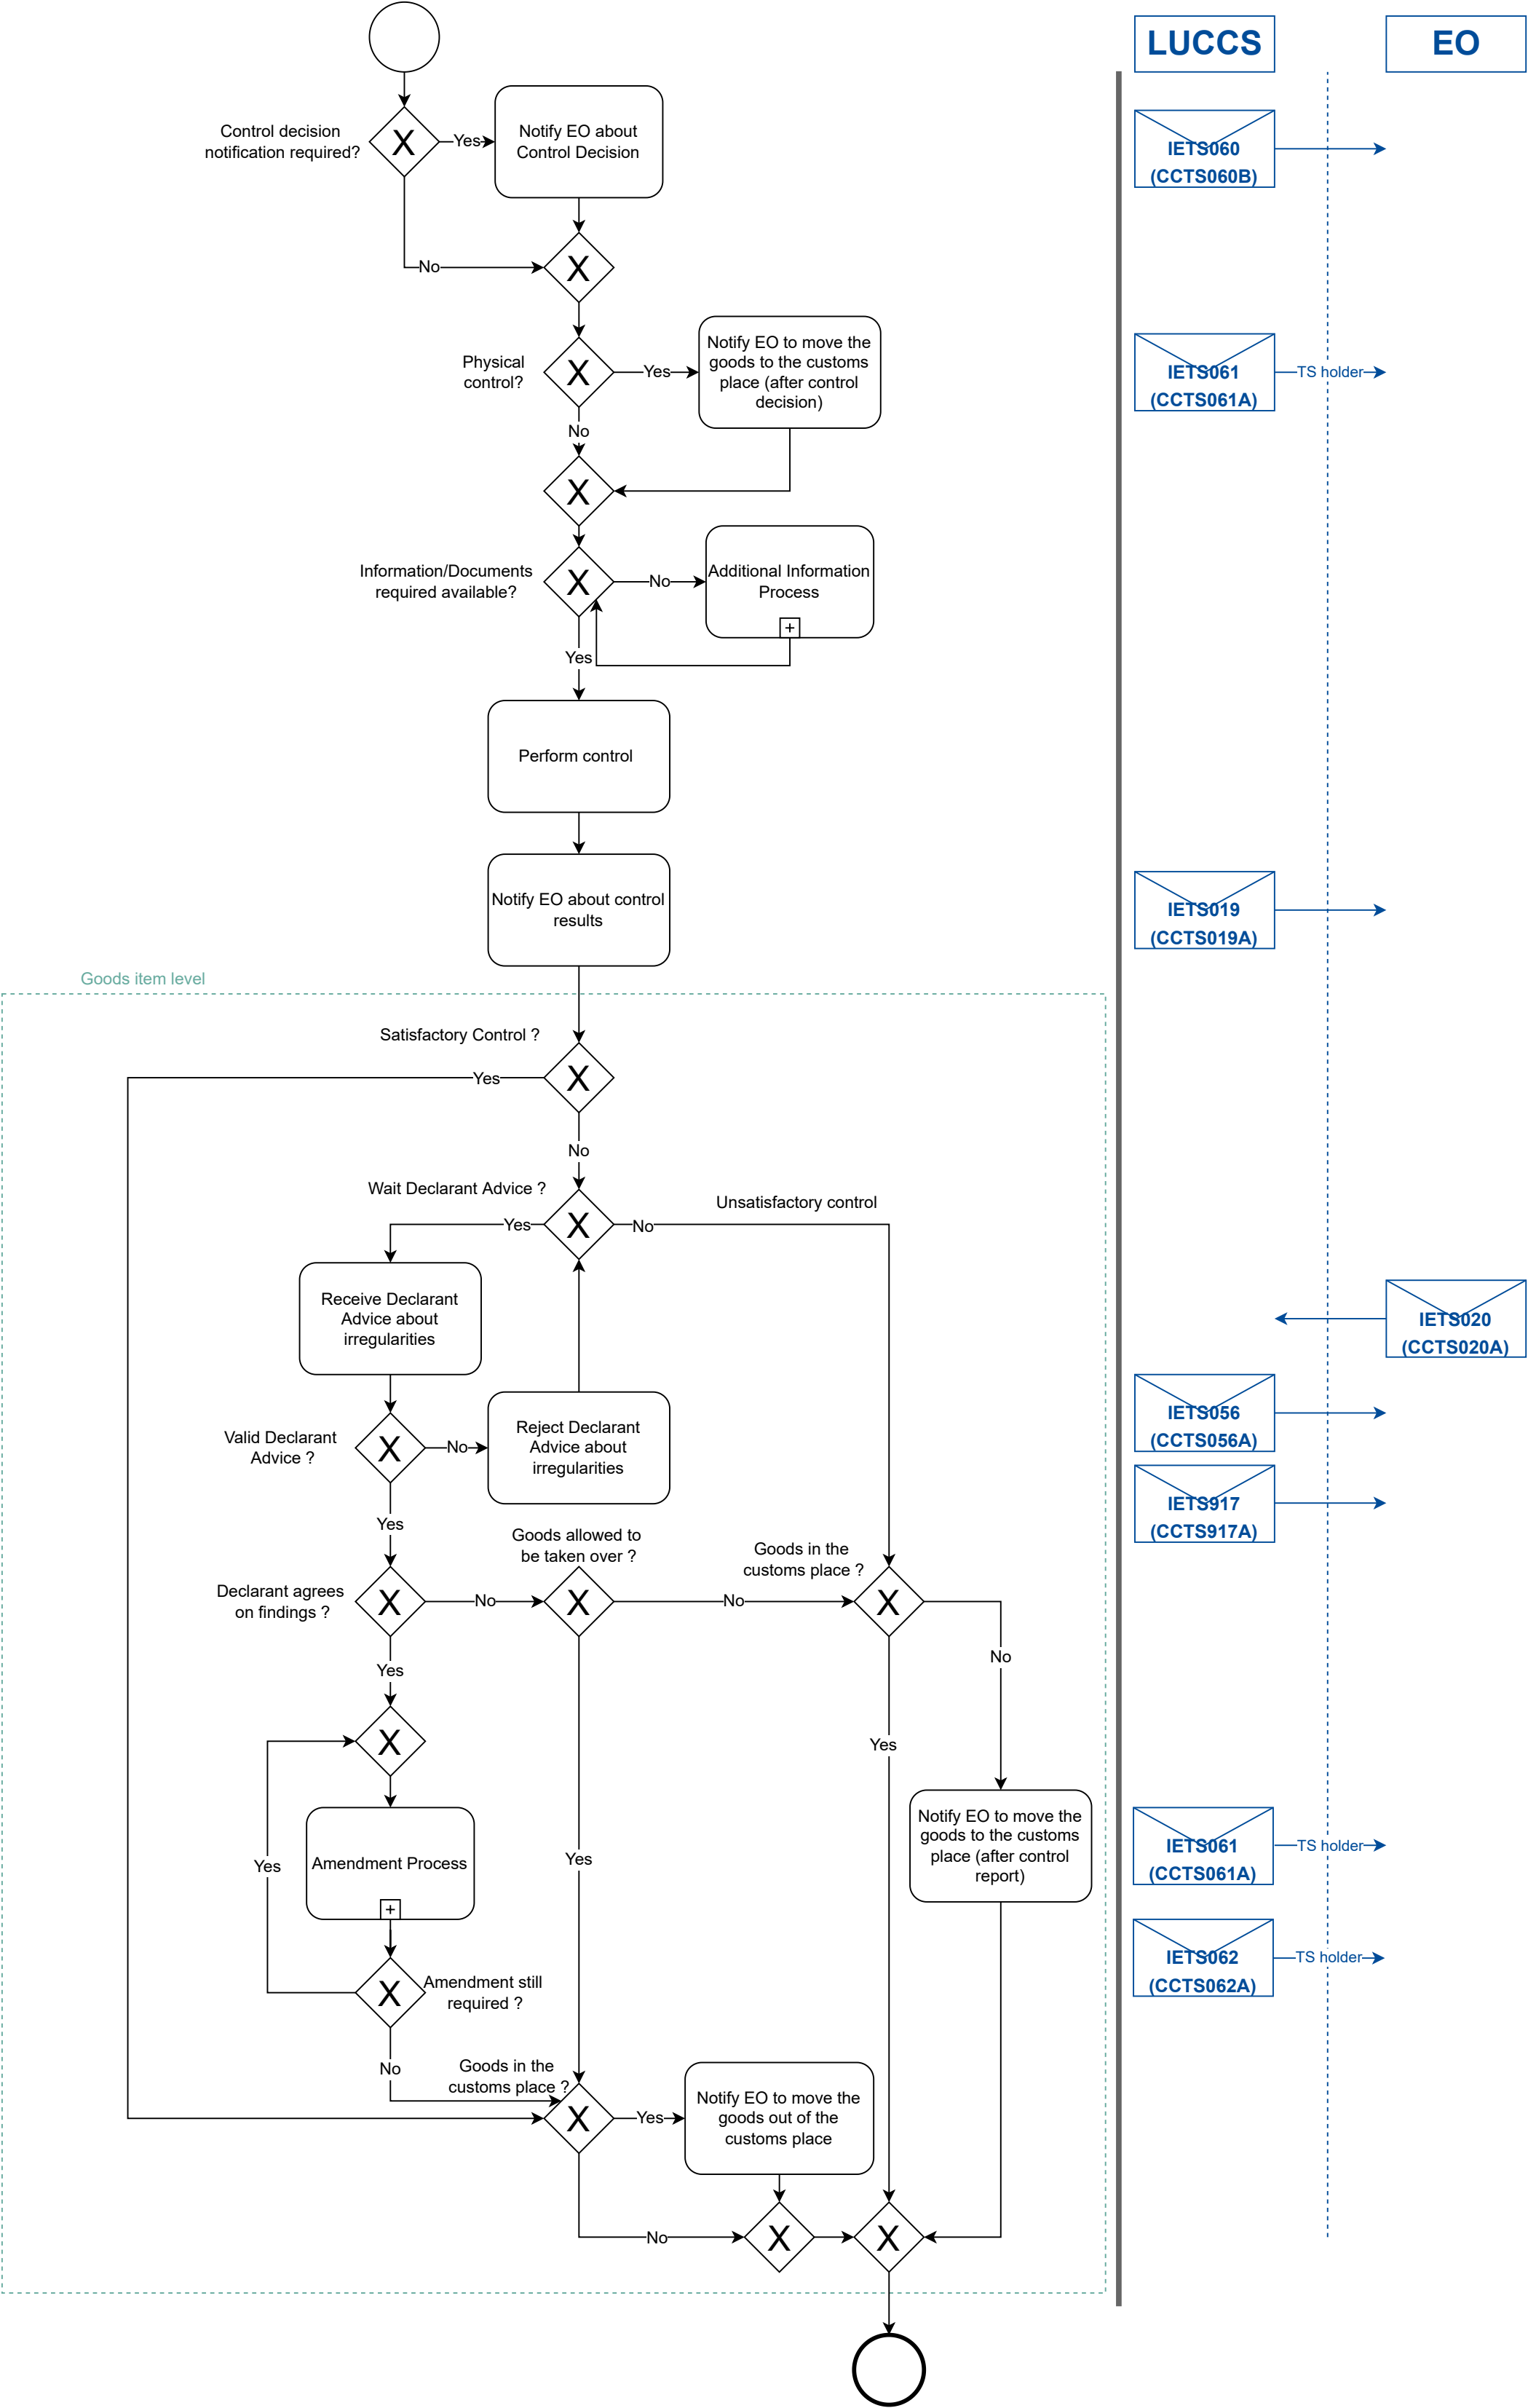 LUCCS
EO
Control decision
notification required?
X
Yes
Notify EO about
Control Decision
IETS060
(CCTS060B)
No
X
Physical
control?
X
Yes
Notify EO to move the
goods to the customs
place (after control
decision)
IETS061
(CCTS061A)
TS holder
No
X
Information/Documents
required available?
X
No
Additional Information
Process
+
Yes
Perform control
Notify EO about control
results
IETS019
(CCTS019A)
Goods item level
Satisfactory Control ?
Yes
X
No
Wait Declarant Advice ?
Yes
X
No
Unsatisfactory control
Receive Declarant
Advice about
irregularities
IETS020
(CCTS020A)
Valid Declarant
Advice ?
X
No
Reject Declarant
Advice about
irregularities
IETS056
(CCTS056A)
IETS917
(CCTS917A)
Yes
Declarant agrees
on findings ?
X
No
Goods allowed to
be taken over ?
X
No
Goods in the
customs place ?
X
No
Yes
X
Yes
Yes
Amendment Process
+
Yes
Notify EO to move the
goods to the customs
place (after control
report)
IETS061
(CCTS061A)
TS holder
IETS062
(CCTS062A)
TS holder
X
Amendment still
required ?
No
Goods in the
customs place ?
X
Yes
Notify EO to move the
goods out of the
customs place
No
X
X